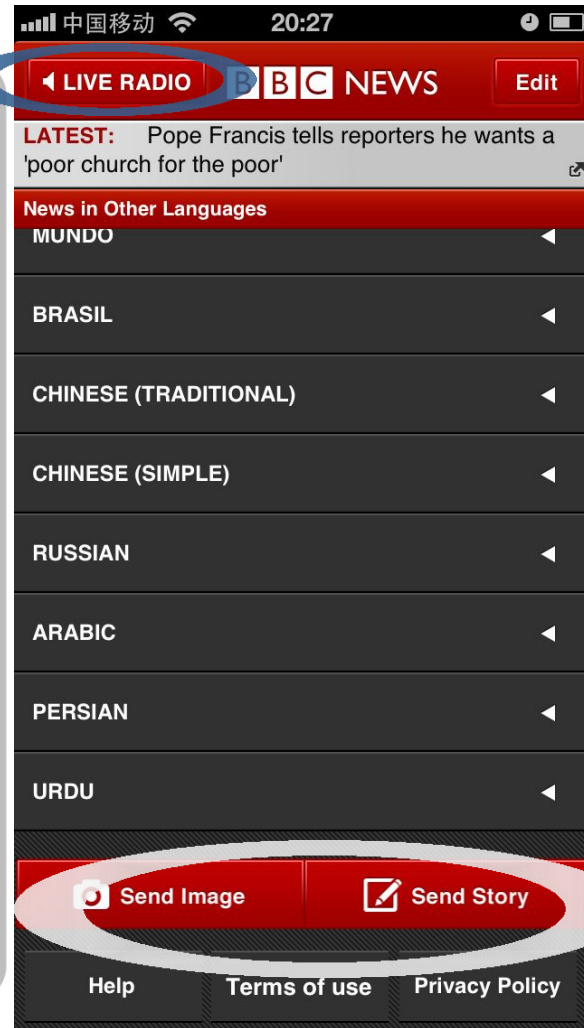 中国移动 20:27
LIVE RADIO BBC NEWS Edit
LATEST: Pope Francis tells reporters he wants a
'poor church for the poor'
News in Other Languages
MUNDO
BRASIL
CHINESE (TRADITIONAL)
CHINESE (SIMPLE)
RUSSIAN
ARABIC
PERSIAN
URDU
Send Image Send Story
Help Terms of use Privacy Policy